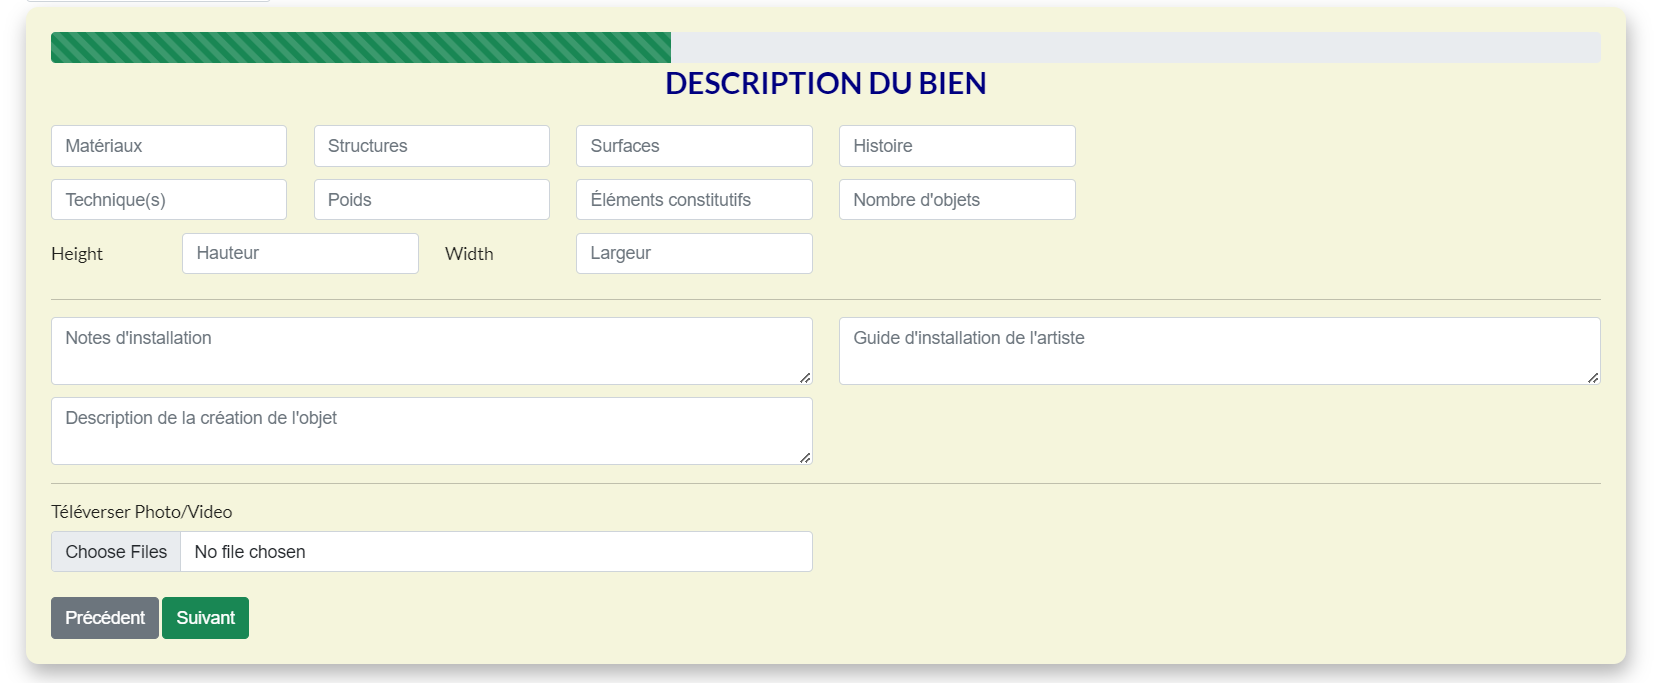 DESCRIPTION DU BIEN
Matériaux Structures Surfaces Histoire
Technique(s) Poids Éléments constitutifs Nombre d'objets
Height Hauteur Width Largeur
Notes d'installation Guide d'installation de l'artiste
Description de la création de l'objet
Téléverser Photo/Video
Choose Files No file chosen
Précédent Suivant